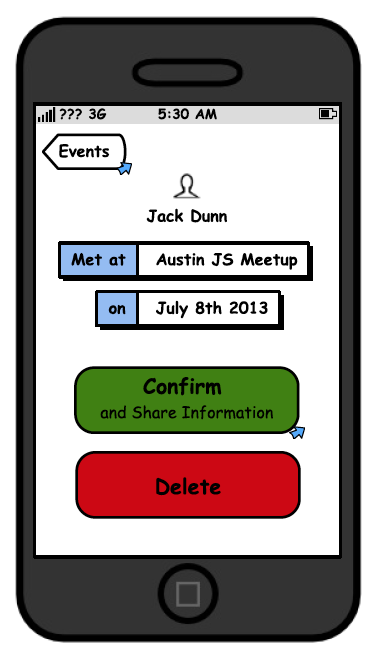 ??? 3G 5:30 AM
Events
Jack Dunn
Met at Austin JS Meetup
on July 8th 2013
Confirm
and Share Information
Delete